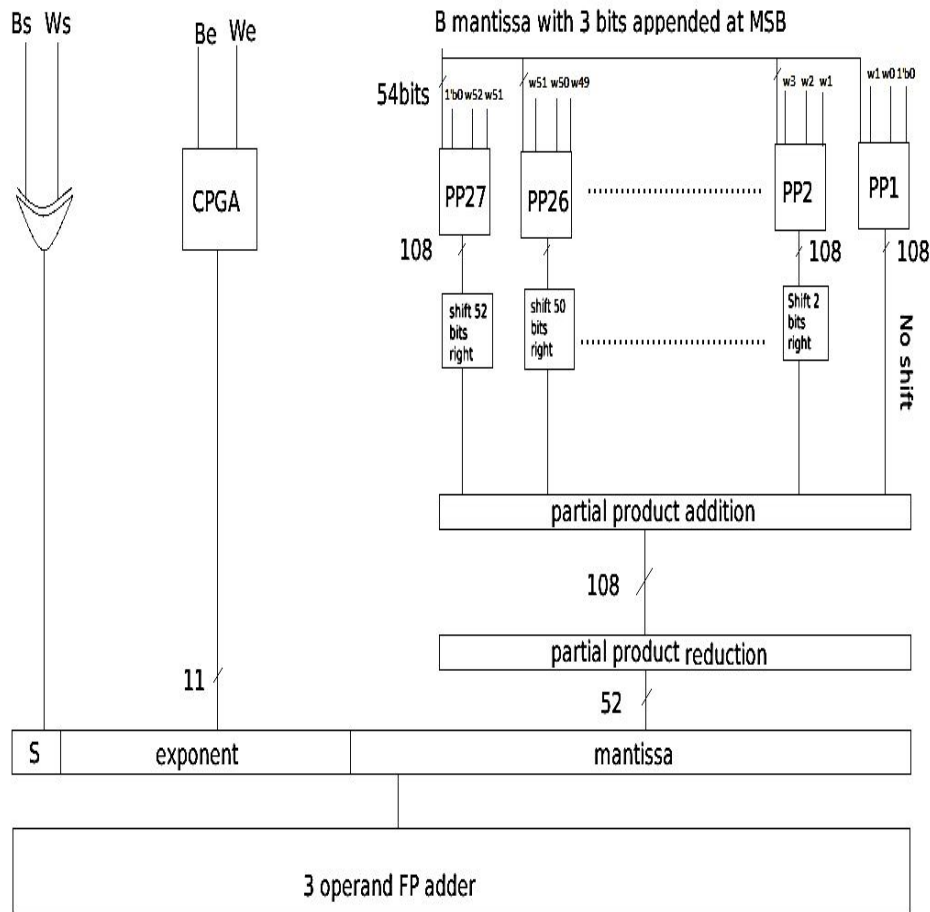 Bs Ws
Be We
B mantissa with 3 bits appended at MSB
54bits
1'b0 w52 w51
w51 w50 w49
w3 w2 w1
w1 w0 1'b0
CPGA
PP27
PP26
PP2
PP1
108
108
108
shift 52
bits
right
shift 50
bits
right
Shift 2
bits
right
No shift
partial product addition
108
partial product reduction
11
52
S
exponent
mantissa
3 operand FP adder